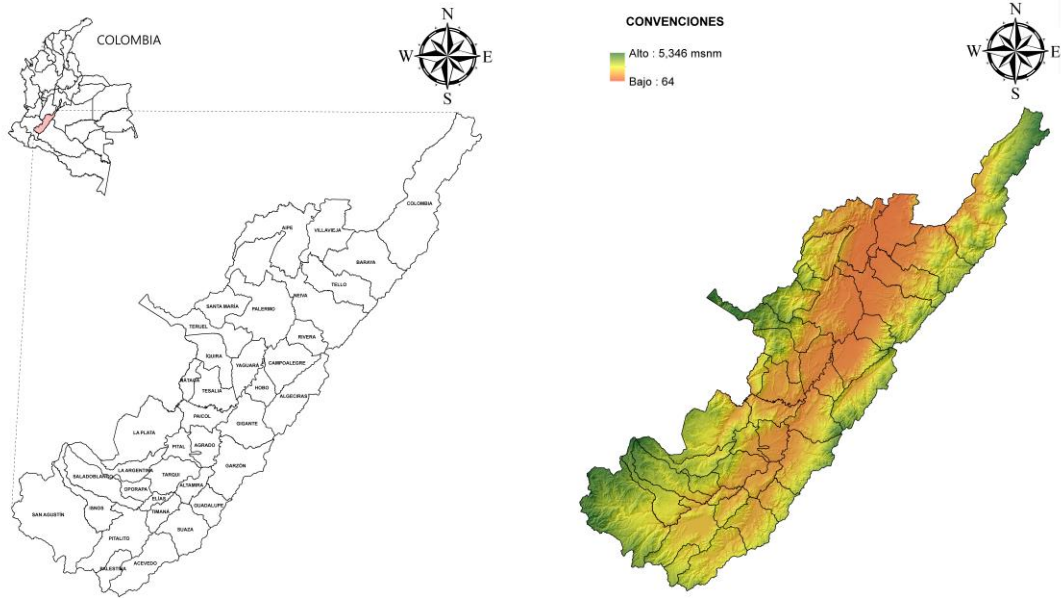 N
COLOMBIA
W
E
S
COLOMBIA
AIPE
VILLAVIEJA
BARAYA
TELLO
NEIVA
SANTA MARÍA
PALERMO
TERUEL
RIVERA
IQUIRA
YAGUARÁ
CAMPOALEGRE
NATAGA
TESALIA
HOBO
ALGECIRAS
PAICOL
GIGANTE
LA PLATA
PITAL
AGRADO
GARZÓN
LA ARGENTINA
SALADOBLANCO
TARQUI
OPORAPA
ALTAMIRA
ELÍAS
GUADALUPE
ISNOS
TIMANÁ
SAN AGUSTÍN
SUAZA
PITALITO
PALESTINA
ACEVEDO
CONVENCIONES
Alto : 5,346 msnm
Bajo : 64
N
W
E
S